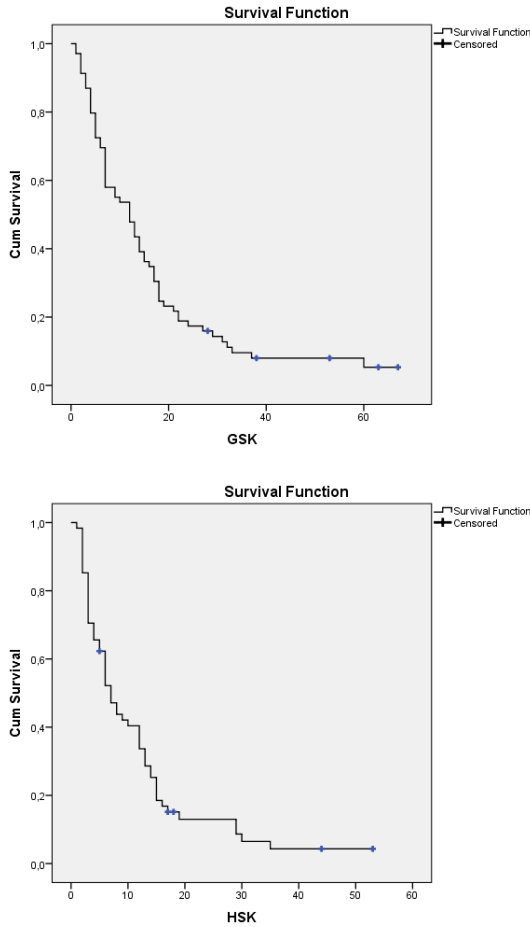 Survival Function
Survival Function
Censored
Cum Survival
1,0
0,8
0,6
0,4
0,2
0,0
0 20 40 60
GSK
Survival Function
Survival Function
Censored
Cum Survival
1,0
0,8
0,6
0,4
0,2
0,0
0 10 20 30 40 50 60
HSK